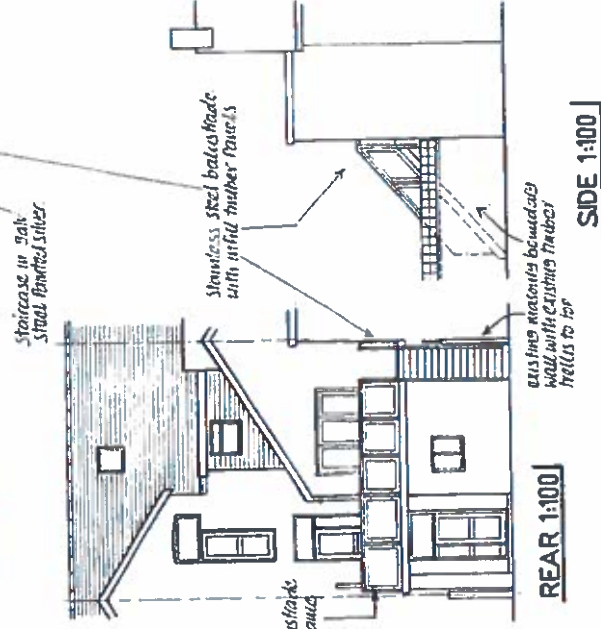 Staircase in galv
steel painted silver
Stainless steel balustrade
with infill timber Panels
existing masonry boundary
wall with existing timber
trellis to top
SIDE 1:100
REAR 1:100